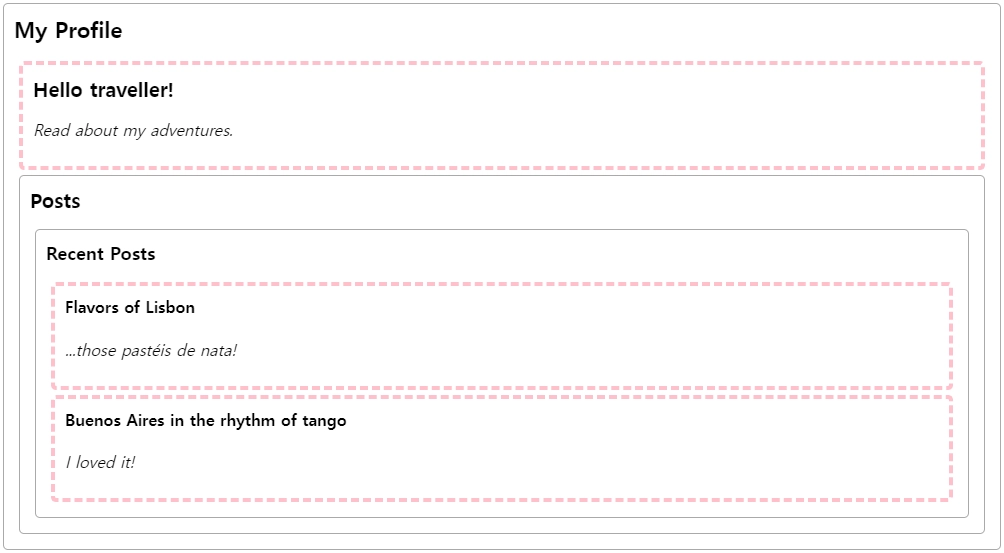 My Profile
Hello traveller!
Read about my adventures.
Posts
Recent Posts
Flavors of Lisbon
...those pastéis de nata!
Buenos Aires in the rhythm of tango
I loved it!